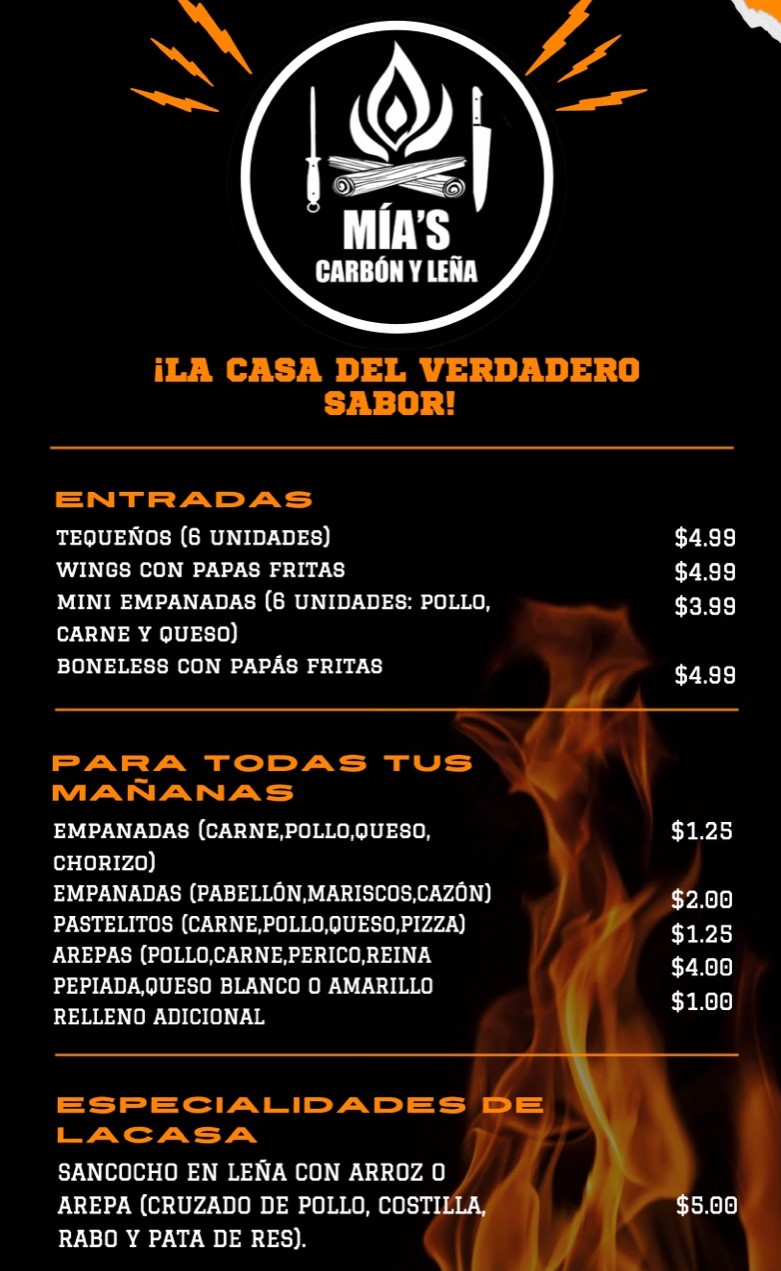 MÍA'S
CARBÓN Y LEÑA
¡LA CASA DEL VERDADERO
SABOR!
ENTRADAS
TEQUEÑOS (6 UNIDADES) $4.99
WINGS CON PAPAS FRITAS $4.99
MINI EMPANADAS (6 UNIDADES: POLLO, $3.99
CARNE Y QUESO)
BONELESS CON PAPÁS FRITAS $4.99
PARA TODAS TUS
MAÑANAS
EMPANADAS (CARNE,POLLO,QUESO, $1.25
CHORIZO)
EMPANADAS (PABELLÓN,MARISCOS,CAZÓN) $2.00
PASTELITOS (CARNE,POLLO,QUESO,PIZZA) $1.25
AREPAS (POLLO,CARNE,PERICO,REINA $4.00
PEPIADA,QUESO BLANCO O AMARILLO $1.00
RELLENO ADICIONAL
ESPECIALIDADES DE
LACASA
SANCOCHO EN LEÑA CON ARROZ O
AREPA (CRUZADO DE POLLO, COSTILLA, $5.00
RABO Y PATA DE RES).